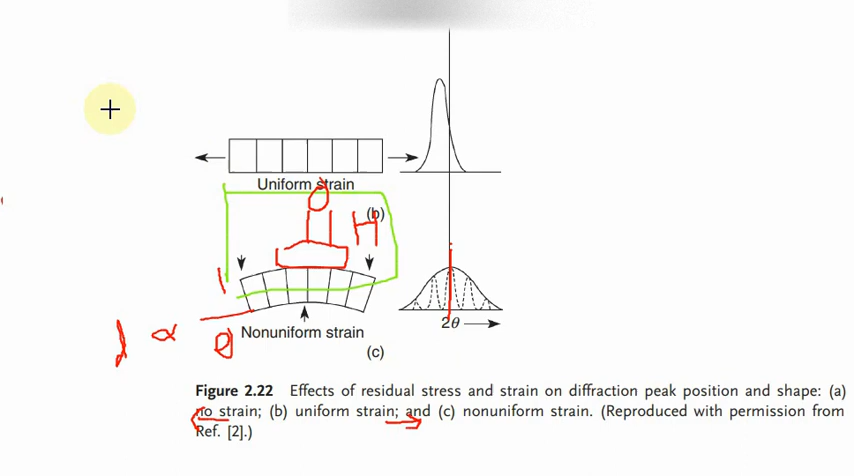 Uniform strain
(b)
H
1
d ∝
θ
2θ
Nonuniform strain
(c)
Figure 2.22 Effects of residual stress and strain on diffraction peak position and shape: (a)
no strain; (b) uniform strain; and (c) nonuniform strain. (Reproduced with permission from
Ref. [2].)